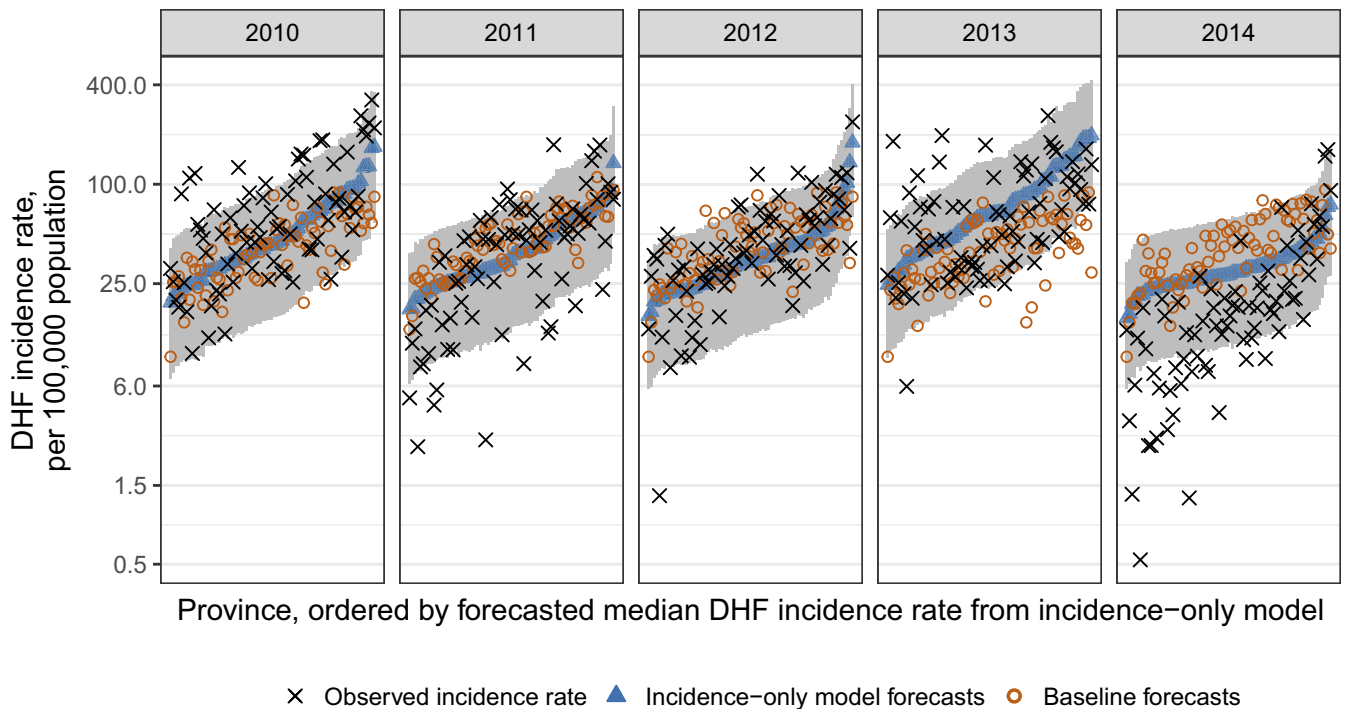 2010 2011 2012 2013 2014
DHF incidence rate,
per 100,000 population
400.0
100.0
25.0
6.0
1.5
0.5
Province, ordered by forecasted median DHF incidence rate from incidence−only model
Observed incidence rate Incidence−only model forecasts Baseline forecasts